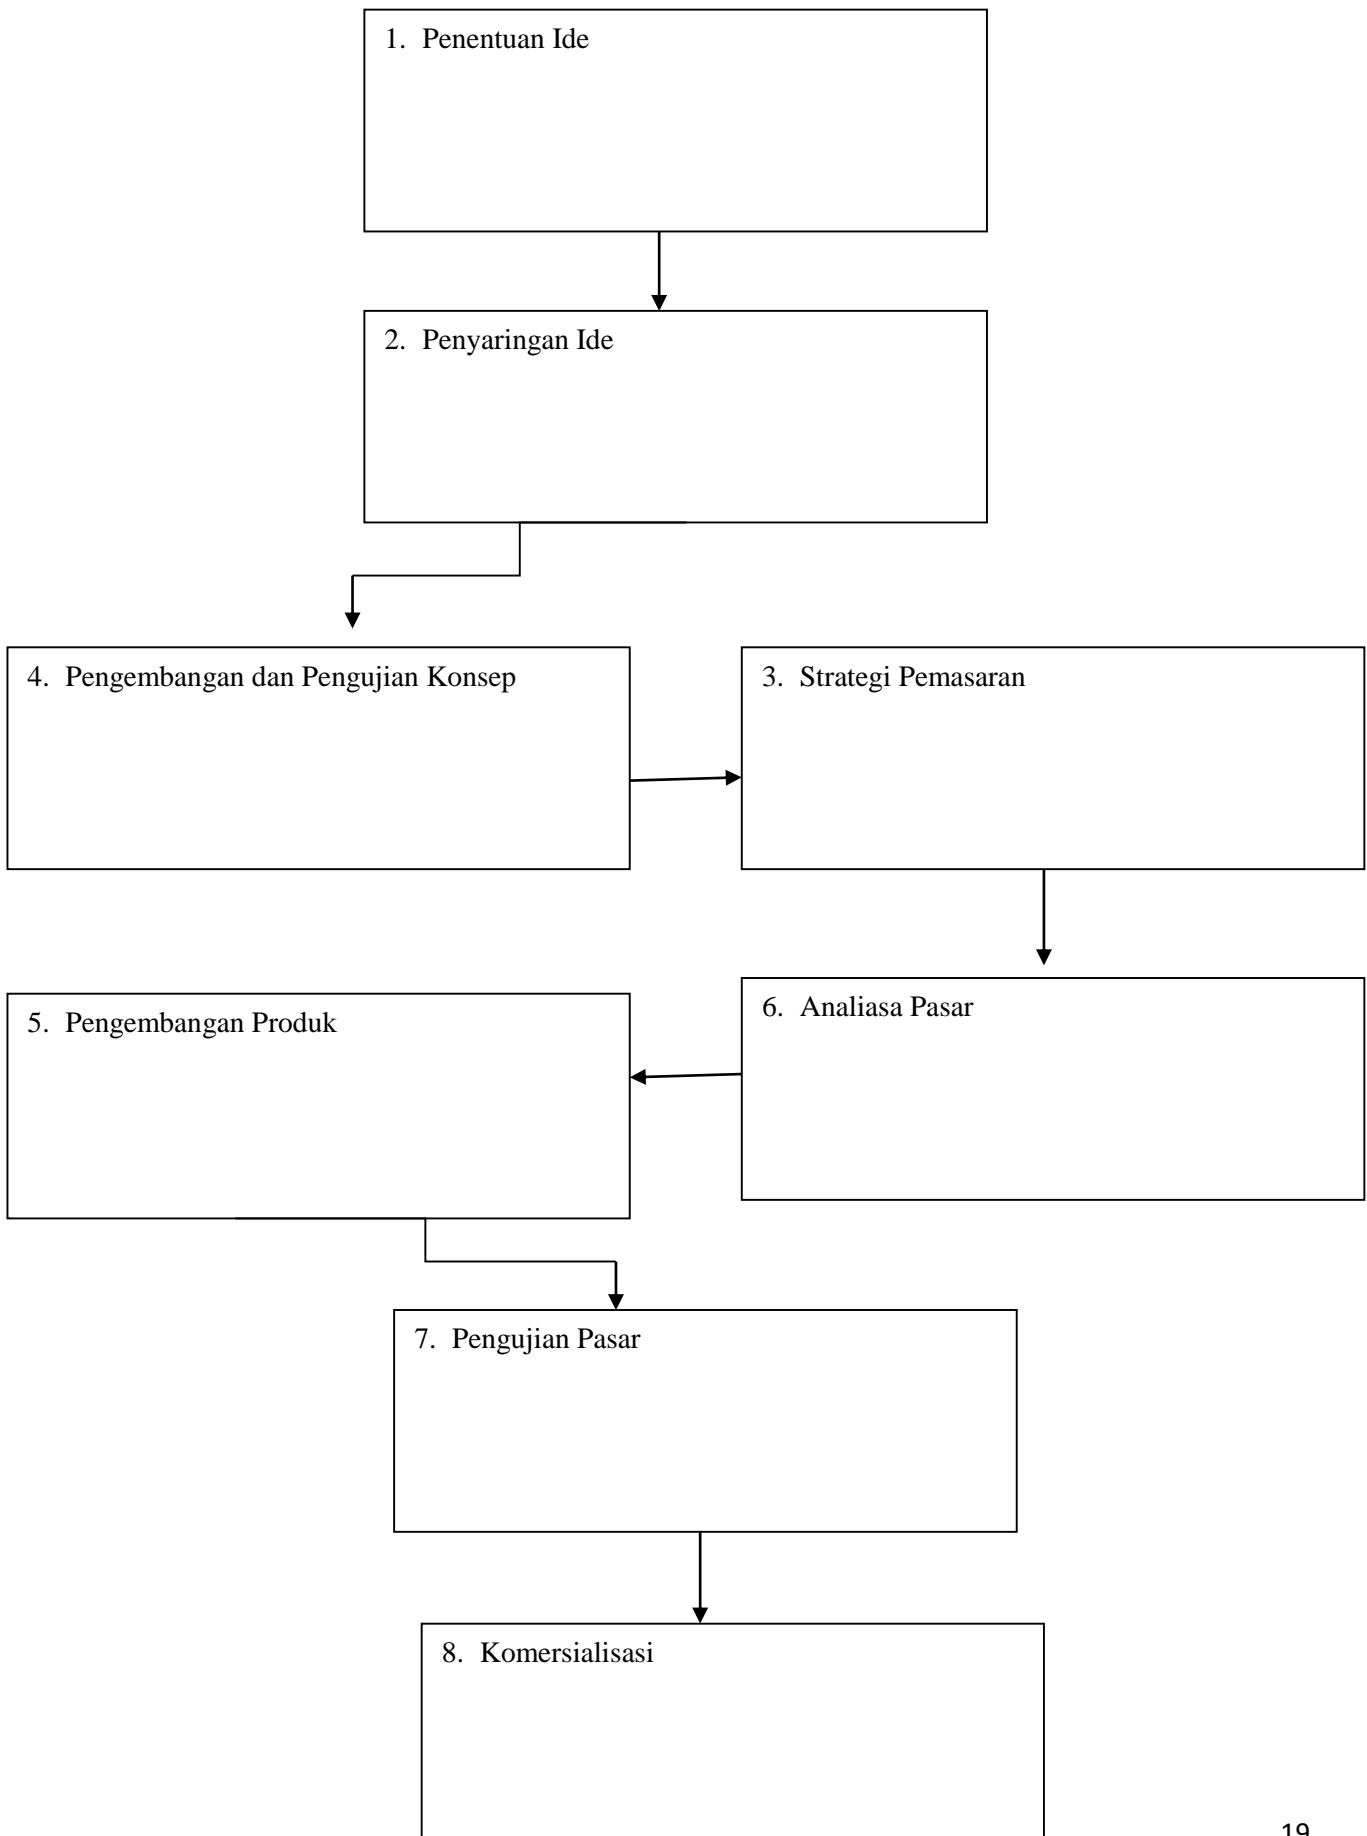 1. Penentuan Ide
2. Penyaringan Ide
4. Pengembangan dan Pengujian Konsep
3. Strategi Pemasaran
5. Pengembangan Produk
6. Analiasa Pasar
7. Pengujian Pasar
8. Komersialisasi
19